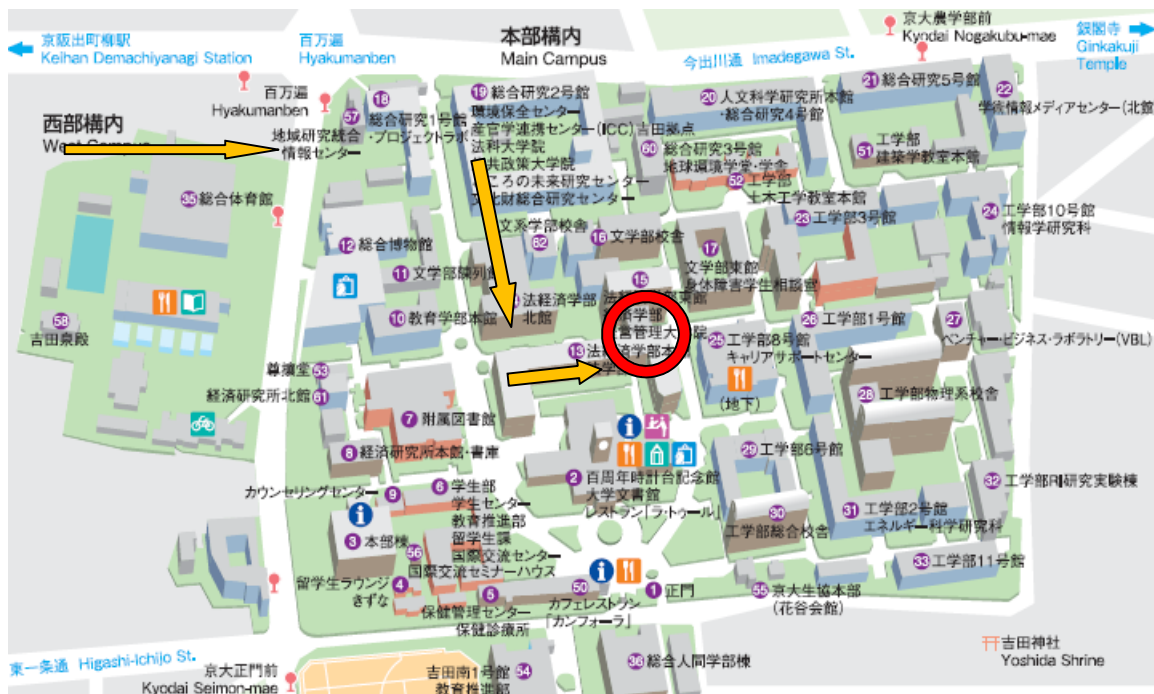 京阪出町柳駅
Keihan Demachiyanagi Station
百万遍
Hyakumanben
本部構内
Main Campus
今出川通 Imadegawa St.
京大農学部前
Kyodai Nogakubu-mae
銀閣寺
Ginkakuji
Temple
百万遍
Hyakumanben
西部構内
West Campus
57
地域研究統合
情報センター
18
総合研究1号館
・プロジェクトラボ
19 総合研究2号館
環境保全センター
産官学連携センター(ICC)吉田拠点
法科大学院
公共政策大学院
こころの未来研究センター
文化財総合研究センター
20 人文科学研究所本館
・総合研究4号館
21 総合研究5号館
22
学術情報メディアセンター(北館)
60 総合研究3号館
地球環境学堂・学舎
51 工学部
建築学教室本館
52 工学部
土木工学教室本館
35 総合体育館
12 総合博物館
11 文学部陳列館
文系学部校舎
62
16 文学部校舎
17
文学部東館
身体障害学生相談室
23 工学部3号館
24 工学部10号館
情報学研究科
15
法経済学部
北館
10 教育学部本館
経営管理大学院
13
25 工学部8号館
キャリアサポートセンター
(地下)
26 工学部1号館
27
ベンチャー・ビジネス・ラボラトリー(VBL)
58
吉田泉殿
尊攘堂 53
経済研究所北館
61
7 附属図書館
8 経済研究所本館・書庫
28
工学部物理系校舎
29 工学部6号館
カウンセリングセンター
9
6 学生部
学生センター
教育推進部
留学生課
国際交流センター
56
国際交流セミナーハウス
2 百周年時計台記念館
大学文書館
レストラン「ラ・トゥール」
30
工学部総合校舎
31 工学部2号館
エネルギー科学研究科
32 工学部RI研究実験棟
3 本部棟
33 工学部11号館
留学生ラウンジ 4
きずな
5
保健管理センター
保健診療所
50
カフェレストラン
「カンフォーラ」
1 正門
55 京大生協本部
(花谷会館)
東一条通 Higashi-Ichijo St.
京大正門前
Kyodai Seimon-mae
吉田南1号館 54
教育推進部
36 総合人間学部棟
吉田神社
Yoshida Shrine